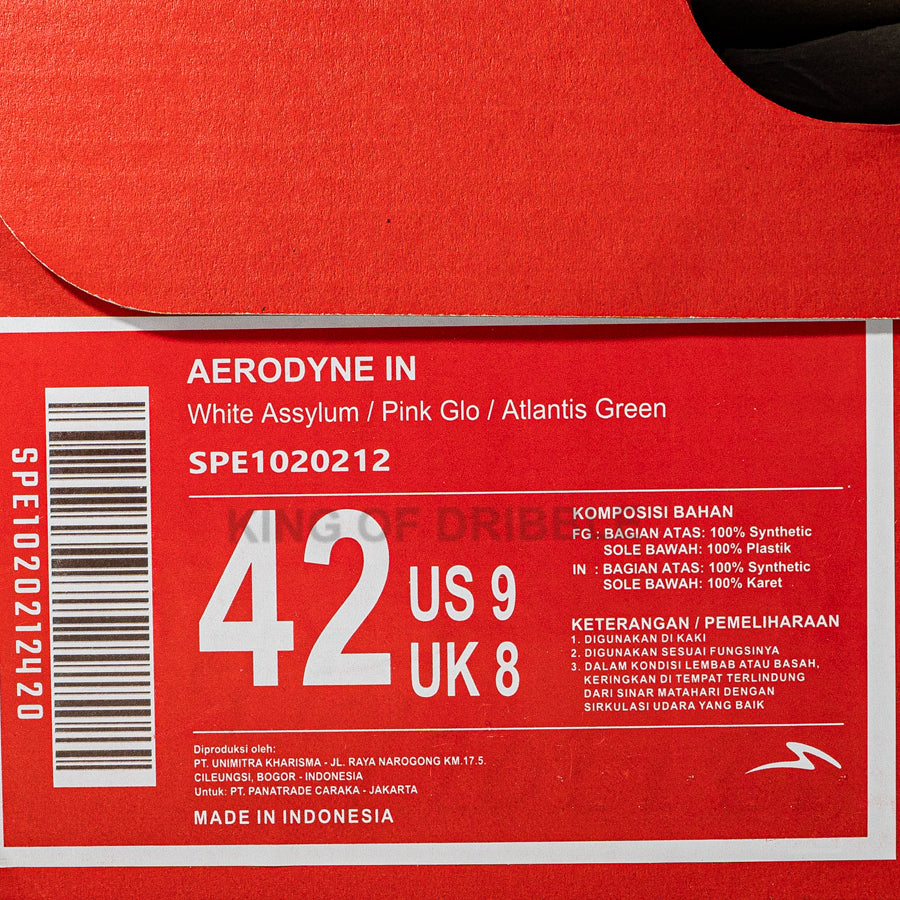 AERODYNE IN
White Assylum / Pink Glo / Atlantis Green
SPE1020212
SPE1020212420
42
US 9
UK 8
KING OF DRIBBLE
KOMPOSISI BAHAN
FG : BAGIAN ATAS: 100% Synthetic
SOLE BAWAH: 100% Plastik
IN : BAGIAN ATAS: 100% Synthetic
SOLE BAWAH: 100% Karet
KETERANGAN / PEMELIHARAAN
1. DIGUNAKAN DI KAKI
2. DIGUNAKAN SESUAI FUNGSINYA
3. DALAM KONDISI LEMBAB ATAU BASAH,
KERINGKAN DI TEMPAT TERLINDUNG
DARI SINAR MATAHARI DENGAN
SIRKULASI UDARA YANG BAIK
Diproduksi oleh:
PT. UNIMITRA KHARISMA - JL. RAYA NAROGONG KM.17.5.
CILEUNGSI, BOGOR - INDONESIA
Untuk: PT. PANATRADE CARAKA - JAKARTA
MADE IN INDONESIA